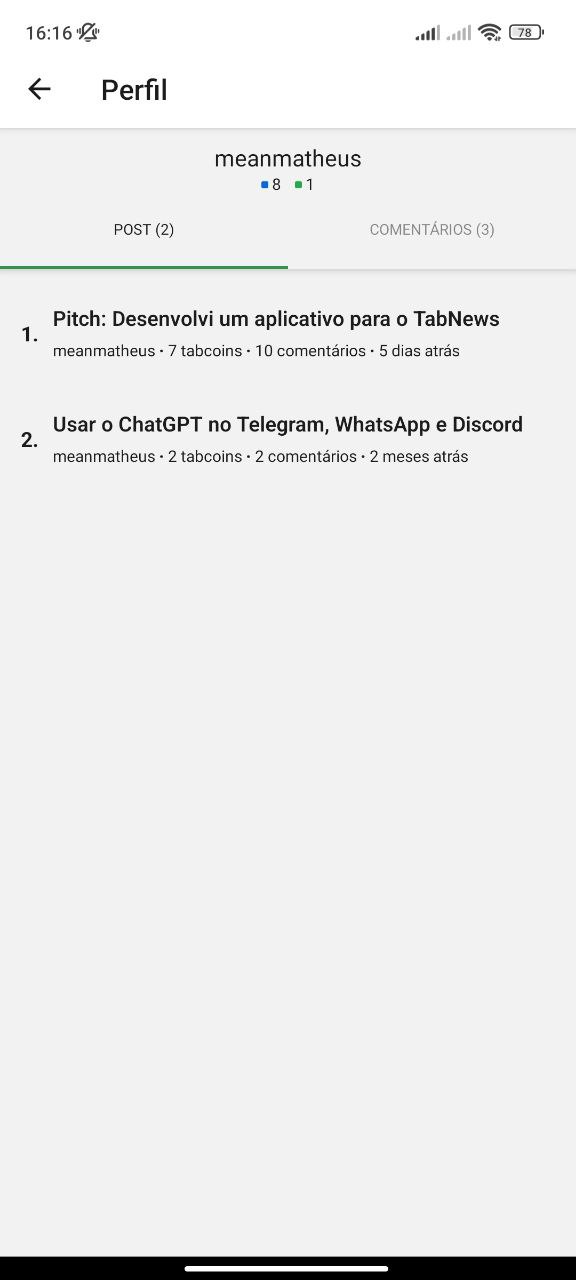 16:16
78
Perfil
meanmatheus
8 1
POST (2) COMENTÁRIOS (3)
1.
Pitch: Desenvolvi um aplicativo para o TabNews
meanmatheus • 7 tabcoins • 10 comentários • 5 dias atrás
2.
Usar o ChatGPT no Telegram, WhatsApp e Discord
meanmatheus • 2 tabcoins • 2 comentários • 2 meses atrás